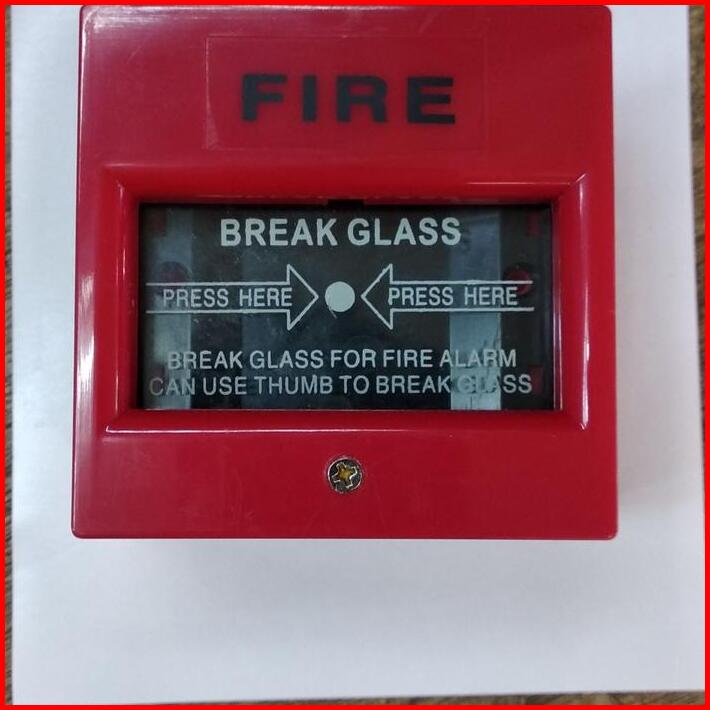 FIRE
BREAK GLASS
PRESS HERE PRESS HERE
BREAK GLASS FOR FIRE ALARM
CAN USE THUMB TO BREAK GLASS